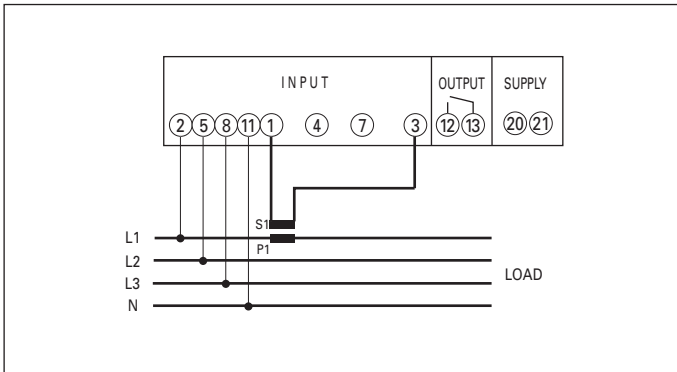 INPUT OUTPUT SUPPLY
2 5 8 11 1 4 7 3 12 13 20 21
S1
L1
P1
L2
L3 LOAD
N